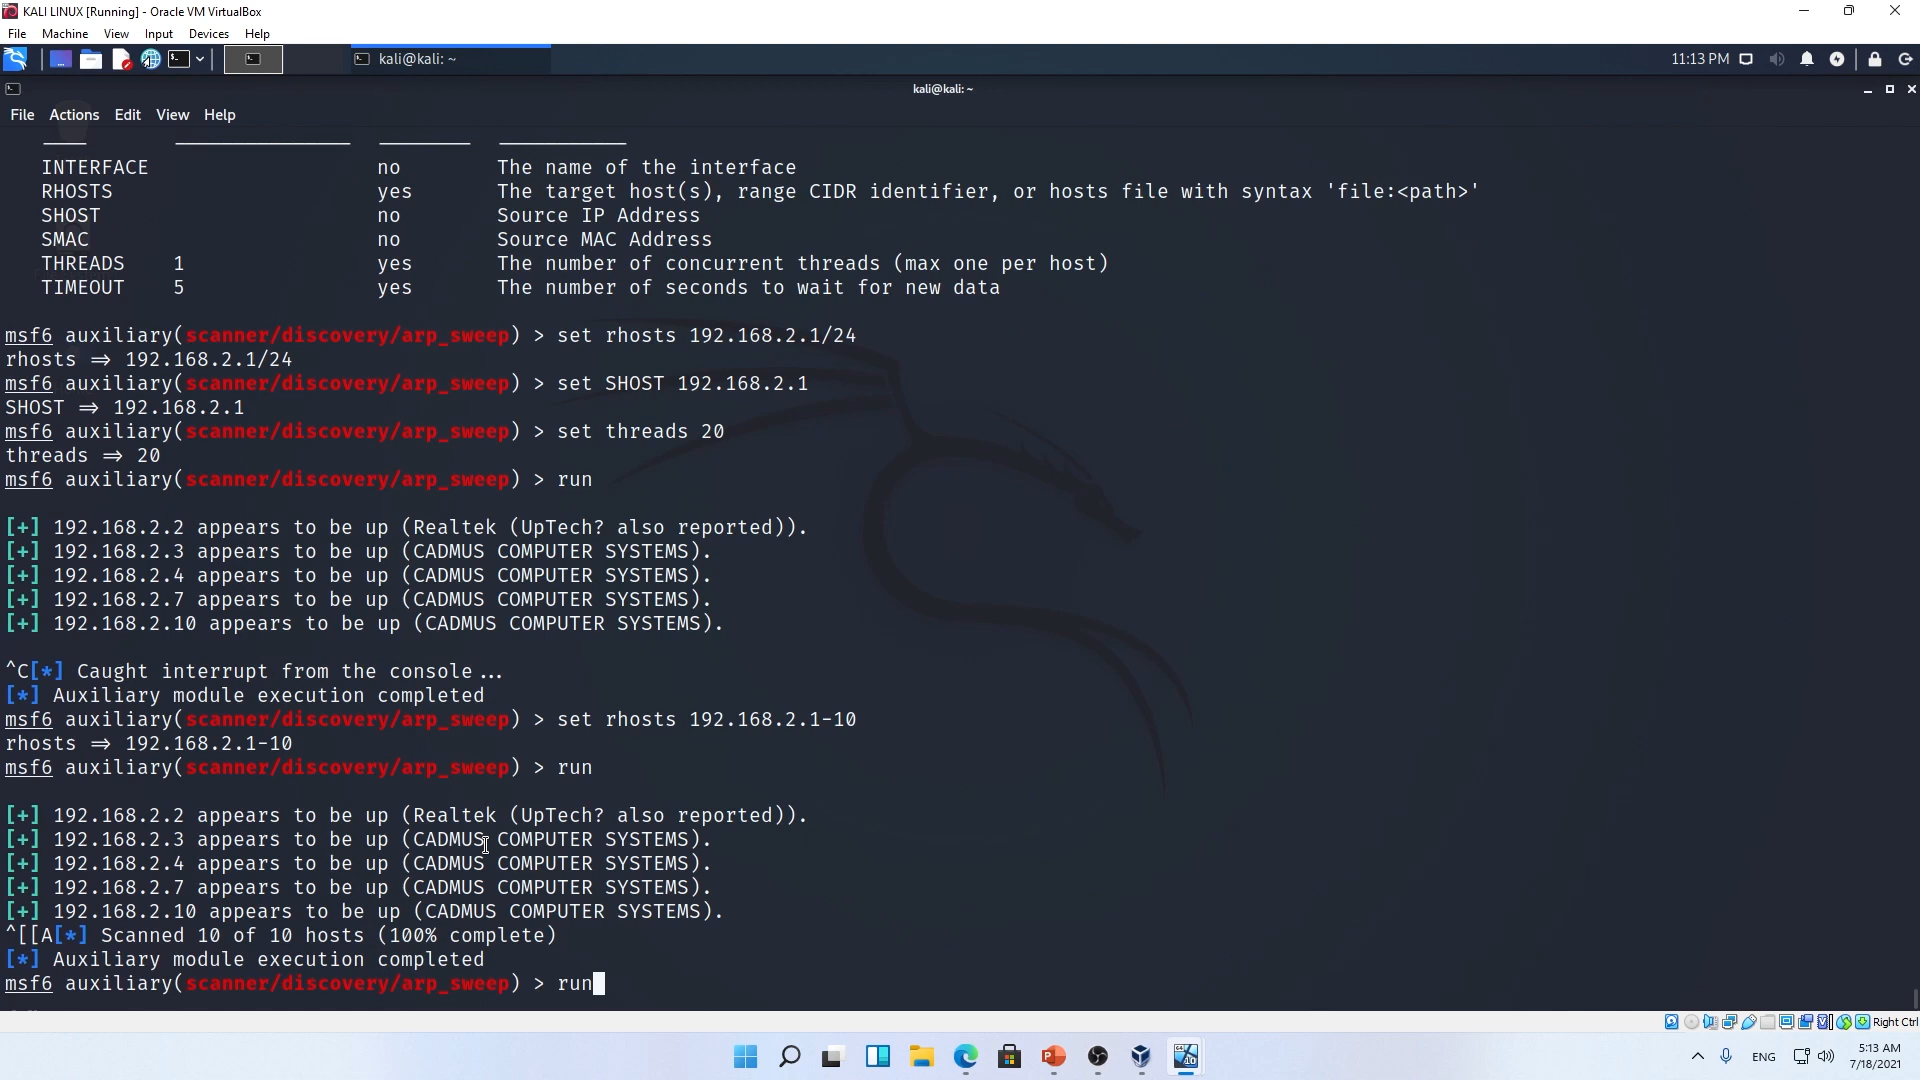 KALI LINUX [Running] - Oracle VM VirtualBox
File Machine View Input Devices Help
kali@kali: ~
11:13 PM
kali@kali: ~
File Actions Edit View Help
INTERFACE no The name of the interface
RHOSTS yes The target host(s), range CIDR identifier, or hosts file with syntax 'file:<path>'
SHOST no Source IP Address
SMAC no Source MAC Address
THREADS 1 yes The number of concurrent threads (max one per host)
TIMEOUT 5 yes The number of seconds to wait for new data
msf6 auxiliary(scanner/discovery/arp_sweep) > set rhosts 192.168.2.1/24
rhosts ⇒ 192.168.2.1/24
msf6 auxiliary(scanner/discovery/arp_sweep) > set SHOST 192.168.2.1
SHOST ⇒ 192.168.2.1
msf6 auxiliary(scanner/discovery/arp_sweep) > set threads 20
threads ⇒ 20
msf6 auxiliary(scanner/discovery/arp_sweep) > run
[+] 192.168.2.2 appears to be up (Realtek (UpTech? also reported)).
[+] 192.168.2.3 appears to be up (CADMUS COMPUTER SYSTEMS).
[+] 192.168.2.4 appears to be up (CADMUS COMPUTER SYSTEMS).
[+] 192.168.2.7 appears to be up (CADMUS COMPUTER SYSTEMS).
[+] 192.168.2.10 appears to be up (CADMUS COMPUTER SYSTEMS).
^C[*] Caught interrupt from the console...
[*] Auxiliary module execution completed
msf6 auxiliary(scanner/discovery/arp_sweep) > set rhosts 192.168.2.1-10
rhosts ⇒ 192.168.2.1-10
msf6 auxiliary(scanner/discovery/arp_sweep) > run
[+] 192.168.2.2 appears to be up (Realtek (UpTech? also reported)).
[+] 192.168.2.3 appears to be up (CADMUS COMPUTER SYSTEMS).
[+] 192.168.2.4 appears to be up (CADMUS COMPUTER SYSTEMS).
[+] 192.168.2.7 appears to be up (CADMUS COMPUTER SYSTEMS).
[+] 192.168.2.10 appears to be up (CADMUS COMPUTER SYSTEMS).
^[[A[*] Scanned 10 of 10 hosts (100% complete)
[*] Auxiliary module execution completed
msf6 auxiliary(scanner/discovery/arp_sweep) > run
Right Ctrl
ENG
5:13 AM
7/18/2021